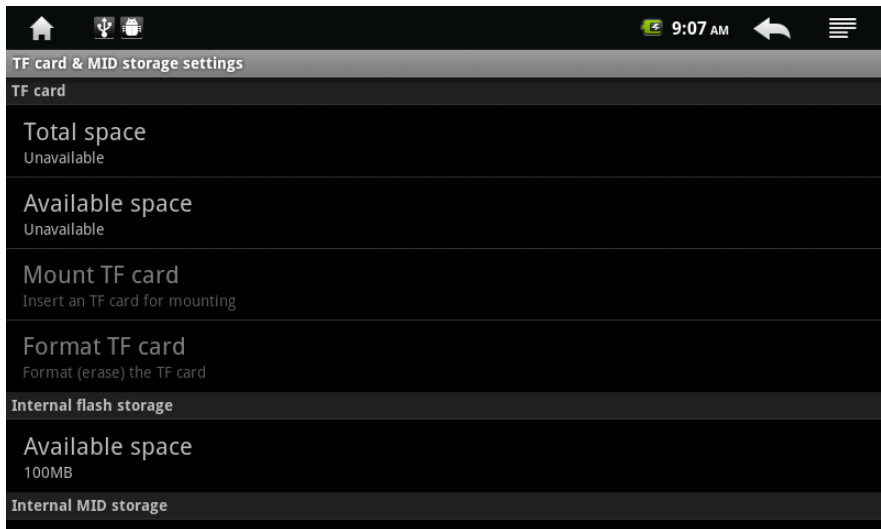 9:07 AM
TF card & MID storage settings
TF card
Total space
Unavailable
Available space
Unavailable
Mount TF card
Insert an TF card for mounting
Format TF card
Format (erase) the TF card
Internal flash storage
Available space
100MB
Internal MID storage